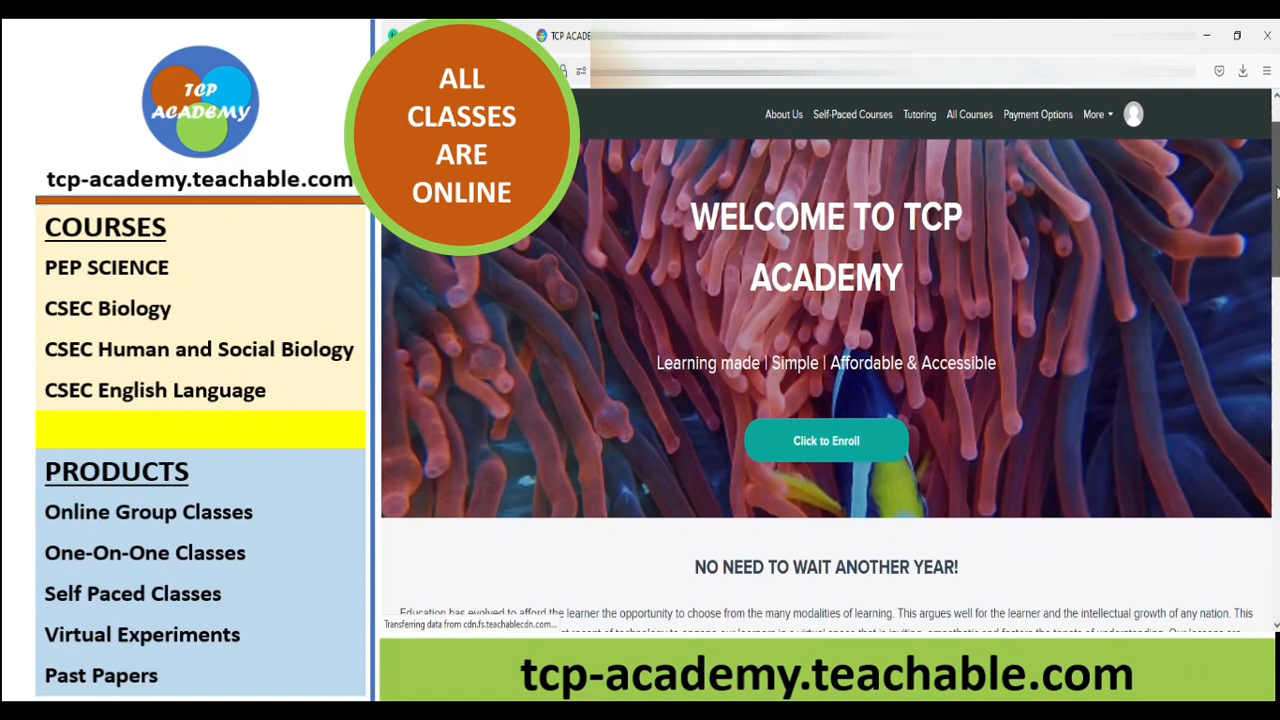 TCP
ACADEMY
tcp-academy.teachable.com
COURSES
PEP SCIENCE
CSEC Biology
CSEC Human and Social Biology
CSEC English Language
PRODUCTS
Online Group Classes
One-On-One Classes
Self Paced Classes
Virtual Experiments
Past Papers
ALL
CLASSES
ARE
ONLINE
TCP ACADE
About Us Self-Paced Courses Tutoring All Courses Payment Options More
WELCOME TO TCP
ACADEMY
Learning made | Simple | Affordable & Accessible
Click to Enroll
NO NEED TO WAIT ANOTHER YEAR!
Education has evolved to afford the learner the opportunity to choose from the many modalities of learning. This argues well for the learner and the intellectual growth of any nation. This
Transferring data from cdn.fs.teachablecdn.com...
tcp-academy.teachable.com